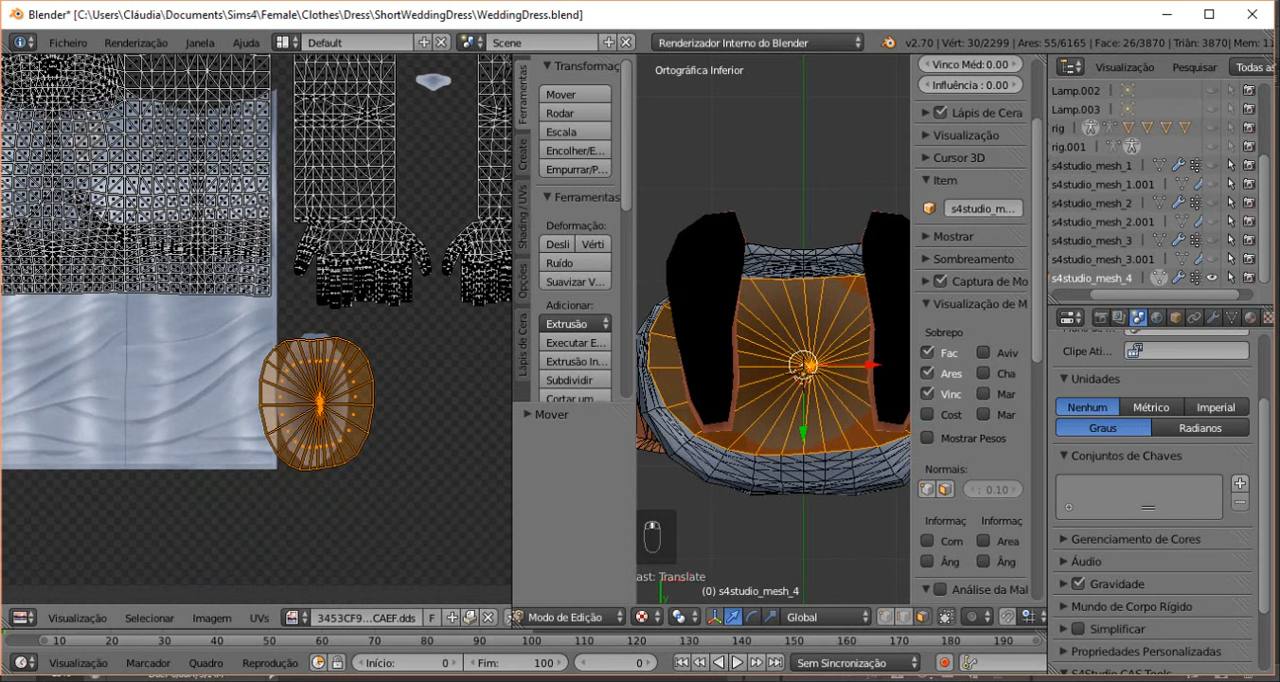 Blender* [C:\Users\Cláudia\Documents\Sims4\Female\Clothes\Dress\ShortWeddingDress\WeddingDress.blend]
Ficheiro Renderização Janela Ajuda Default Scene Renderizador Interno do Blender v2.70 | Vért: 30/2299 | Ares: 55/6165 | Face: 26/3870 | Triân: 3870 | Mem: 11
Ferramentas
Create
Shading / UVs
Opções
Lápis de Cera
Transformaç
Mover
Rodar
Escala
Encolher/E...
Empurrar/P...
Ferramentas
Deformação:
Desli Vérti
Ruído
Suavizar V...
Adicionar:
Extrusão
Executar E...
Extrusão In...
Subdividir
Cortar um
Mover
Ortográfica Inferior
ast: Translate
y
(0) s4studio_mesh_4
Vinco Méd: 0.00
Influência : 0.00
Lápis de Cera
Visualização
Cursor 3D
Item
s4studio_m...
Mostrar
Sombreamento
Captura de Mo
Visualização de M
Sobrepo
Fac Aviv
Ares Cha
Vinc Mar
Cost Mar
Mostrar Pesos
Normais:
: 0.10
Informaç Informaç
Com Area
Âng Âng
Análise da Mal
Visualização Pesquisar Todas as
Lamp.002
Lamp.003
rig
rig.001
s4studio_mesh_1
s4studio_mesh_1.001
s4studio_mesh_2
s4studio_mesh_2.001
s4studio_mesh_3
s4studio_mesh_3.001
s4studio_mesh_4
Clipe Ati...
Unidades
Nenhum Métrico Imperial
Graus Radianos
Conjuntos de Chaves
Gerenciamento de Cores
Áudio
Gravidade
Mundo de Corpo Rígido
Simplificar
Propriedades Personalizadas
S4Studio CAS Tools
Visualização Selecionar Imagem UVs 3453CF9...CAEF.dds F Modo de Edição Global
10 20 30 40 50 60 70 80 90 100 110 120 130 140 150 160 170 180 190
Visualização Marcador Quadro Reprodução Início: 0 Fim: 100 0 Sem Sincronização